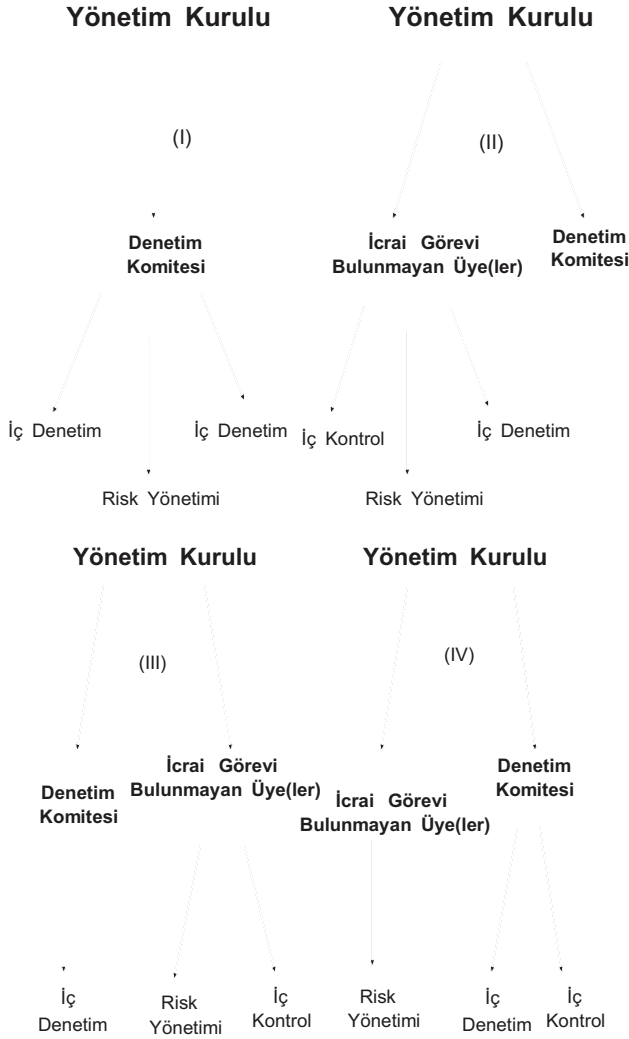 Yönetim Kurulu
(I)
Denetim
Komitesi
İç Denetim
İç Denetim
Risk Yönetimi
Yönetim Kurulu
(II)
İcrai Görevi
Bulunmayan Üye(ler)
Denetim
Komitesi
İç Kontrol
İç Denetim
Risk Yönetimi
Yönetim Kurulu
(III)
Denetim
Komitesi
İcrai Görevi
Bulunmayan Üye(ler)
İç
Denetim
Risk
Yönetimi
İç
Kontrol
Yönetim Kurulu
(IV)
İcrai Görevi
Bulunmayan Üye(ler)
Denetim
Komitesi
Risk
Yönetimi
İç
Denetim
İç
Kontrol